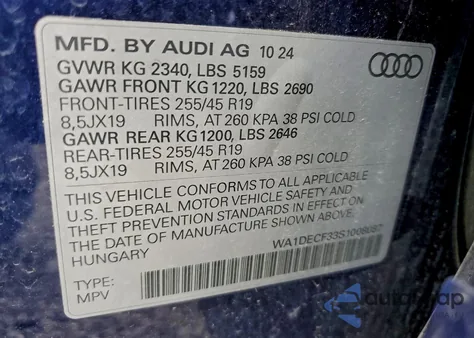 MFD. BY AUDI AG 10 24
GVWR KG 2340, LBS 5159
GAWR FRONT KG 1220, LBS 2690
FRONT-TIRES 255/45 R19
8,5JX19 RIMS, AT 260 KPA 38 PSI COLD
GAWR REAR KG 1200, LBS 2646
REAR-TIRES 255/45 R19
8,5JX19 RIMS, AT 260 KPA 38 PSI COLD
THIS VEHICLE CONFORMS TO ALL APPLICABLE
U.S. FEDERAL MOTOR VEHICLE SAFETY AND
THEFT PREVENTION STANDARDS IN EFFECT ON
THE DATE OF MANUFACTURE SHOWN ABOVE.
HUNGARY
TYPE:
MPV